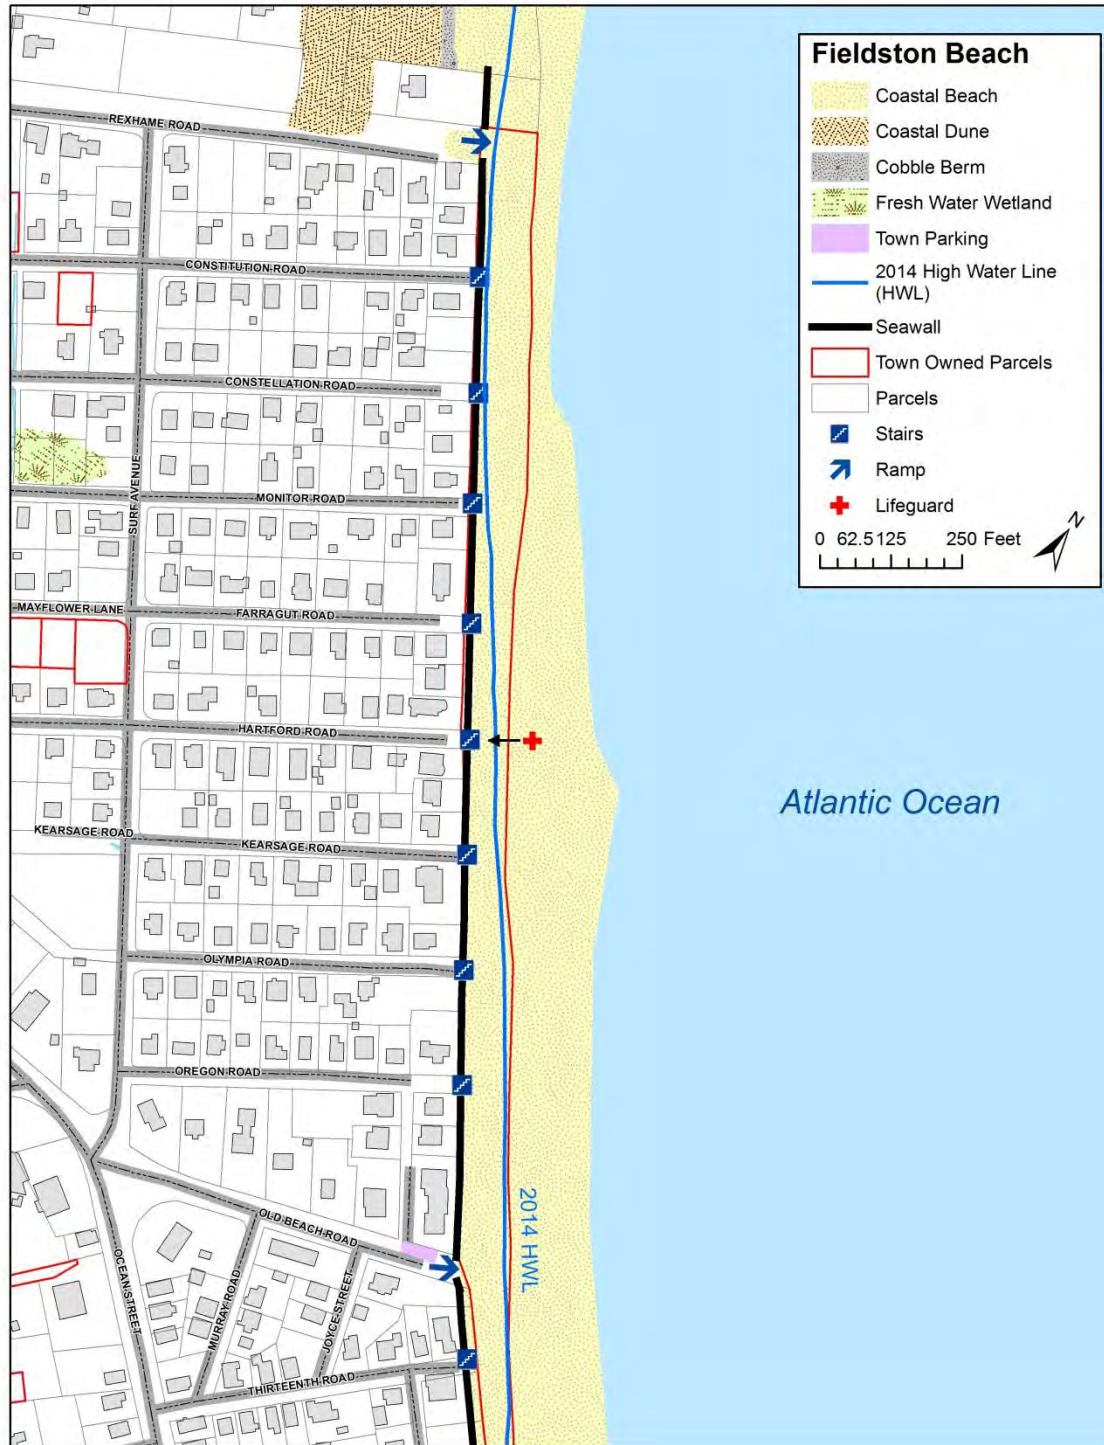 Fieldston Beach
Coastal Beach
Coastal Dune
Cobble Berm
Fresh Water Wetland
Town Parking
2014 High Water Line
(HWL)
Seawall
Town Owned Parcels
Parcels
Stairs
Ramp
Lifeguard
N
0 62.5 125 250 Feet
REXHAME ROAD
CONSTITUTION ROAD
CONSTELLATION ROAD
SURF AVENUE
MONITOR ROAD
MAYFLOWER LANE
FARRAGUT ROAD
HARTFORD ROAD
Atlantic Ocean
KEARSAGE ROAD
KEARSAGE ROAD
OLYMPIA ROAD
OREGON ROAD
2014 HWL
OLD BEACH ROAD
OCEAN STREET
MURRAY ROAD
JOYCE STREET
THIRTEENTH ROAD